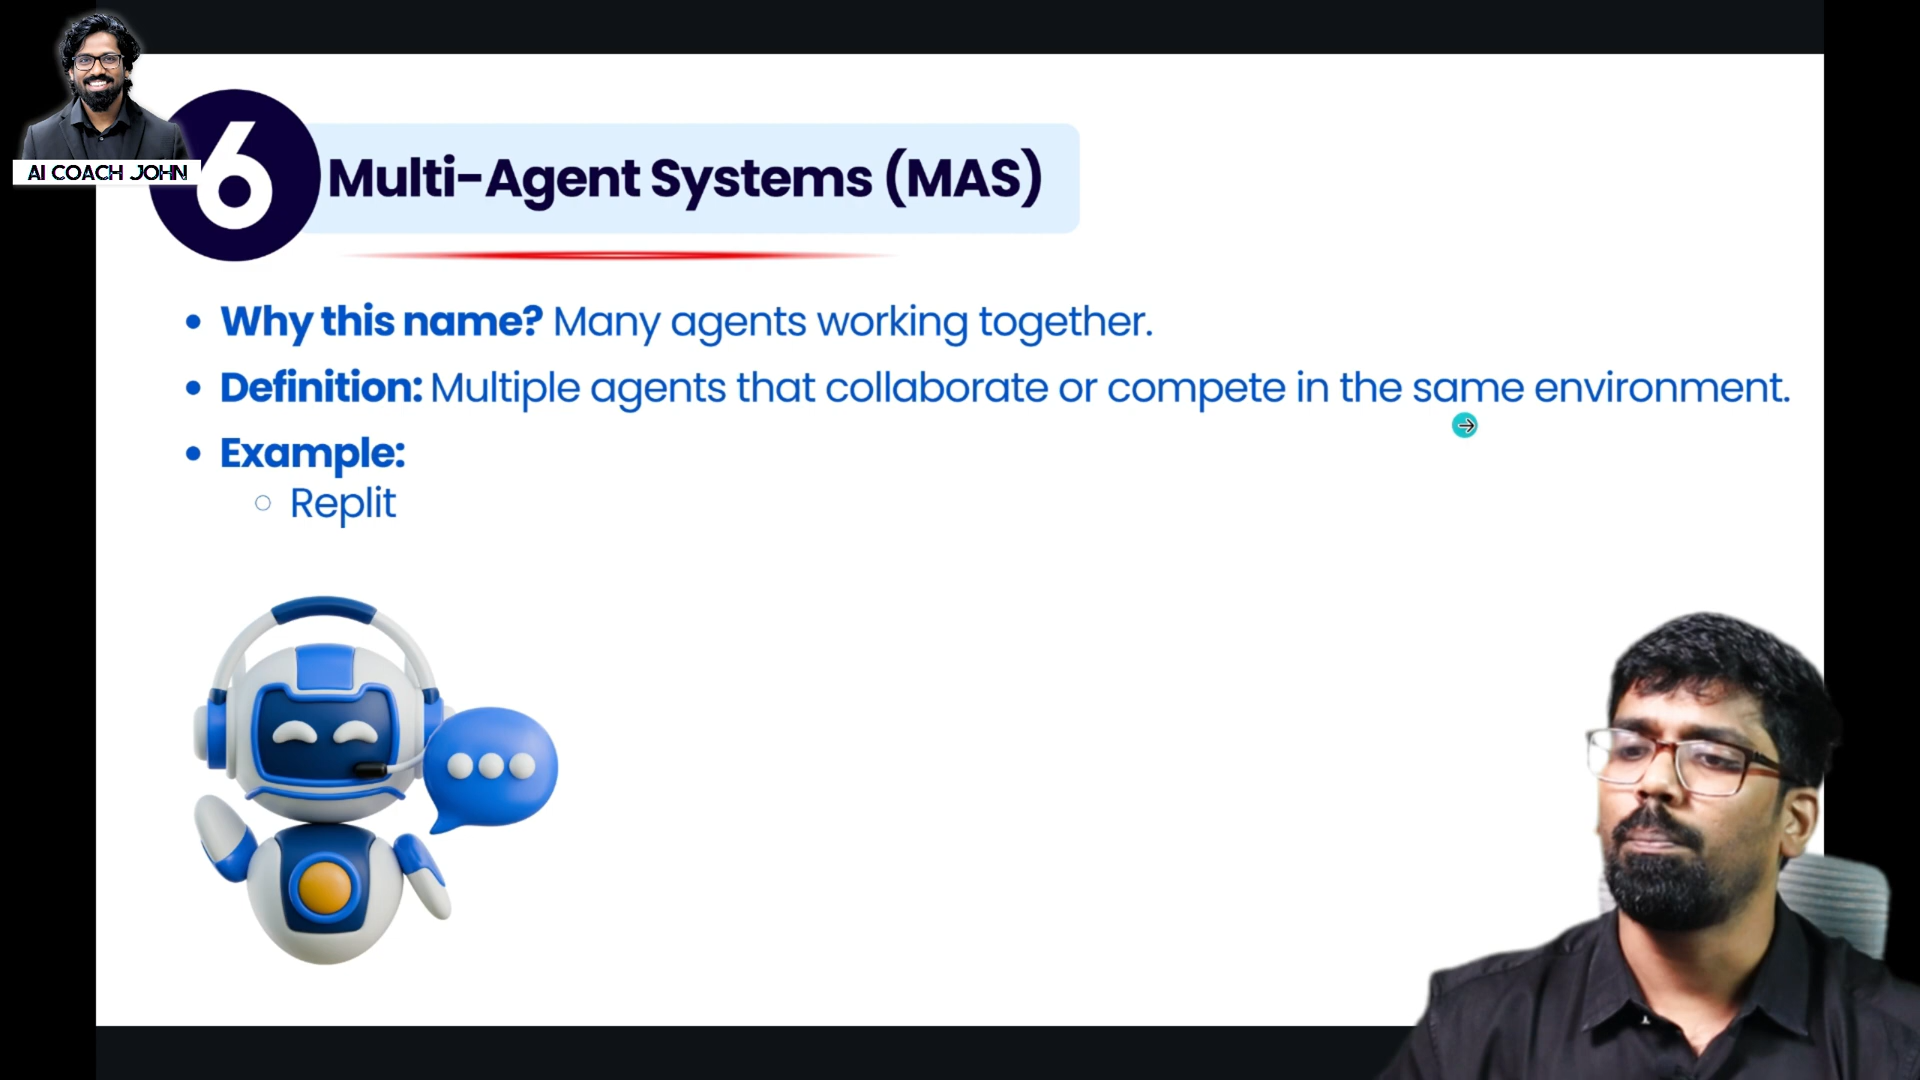 AI COACH JOHN
6
Multi-Agent Systems (MAS)
• Why this name? Many agents working together.
• Definition: Multiple agents that collaborate or compete in the same environment.
• Example:
○ Replit